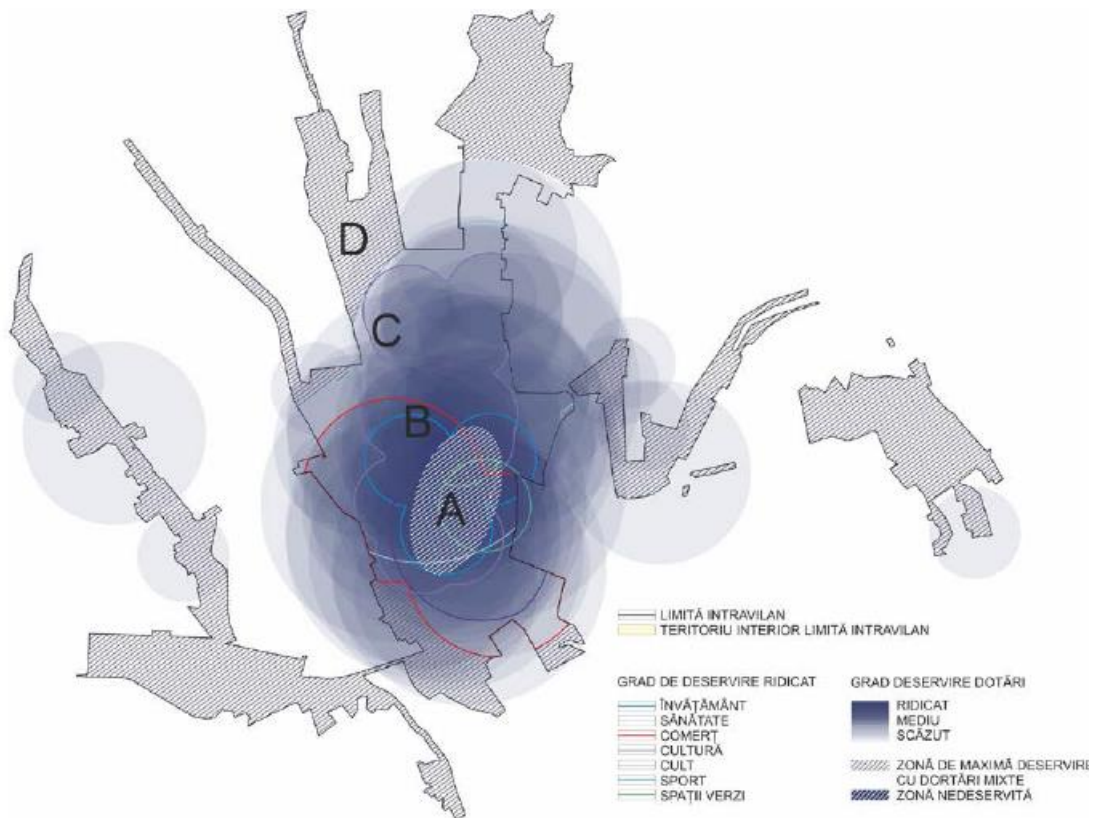 D
C
B
A
LIMITĂ INTRAVILAN
TERITORIU INTERIOR LIMITĂ INTRAVILAN
GRAD DE DESERVIRE RIDICAT
ÎNVĂȚĂMÂNT
SĂNĂTATE
COMERȚ
CULTURĂ
CULT
SPORT
SPAȚII VERZI
GRAD DESERVIRE DOTĂRI
RIDICAT
MEDIU
SCĂZUT
ZONĂ DE MAXIMĂ DESERVIRE
CU DORTĂRI MIXTE
ZONĂ NEDESERVITĂ